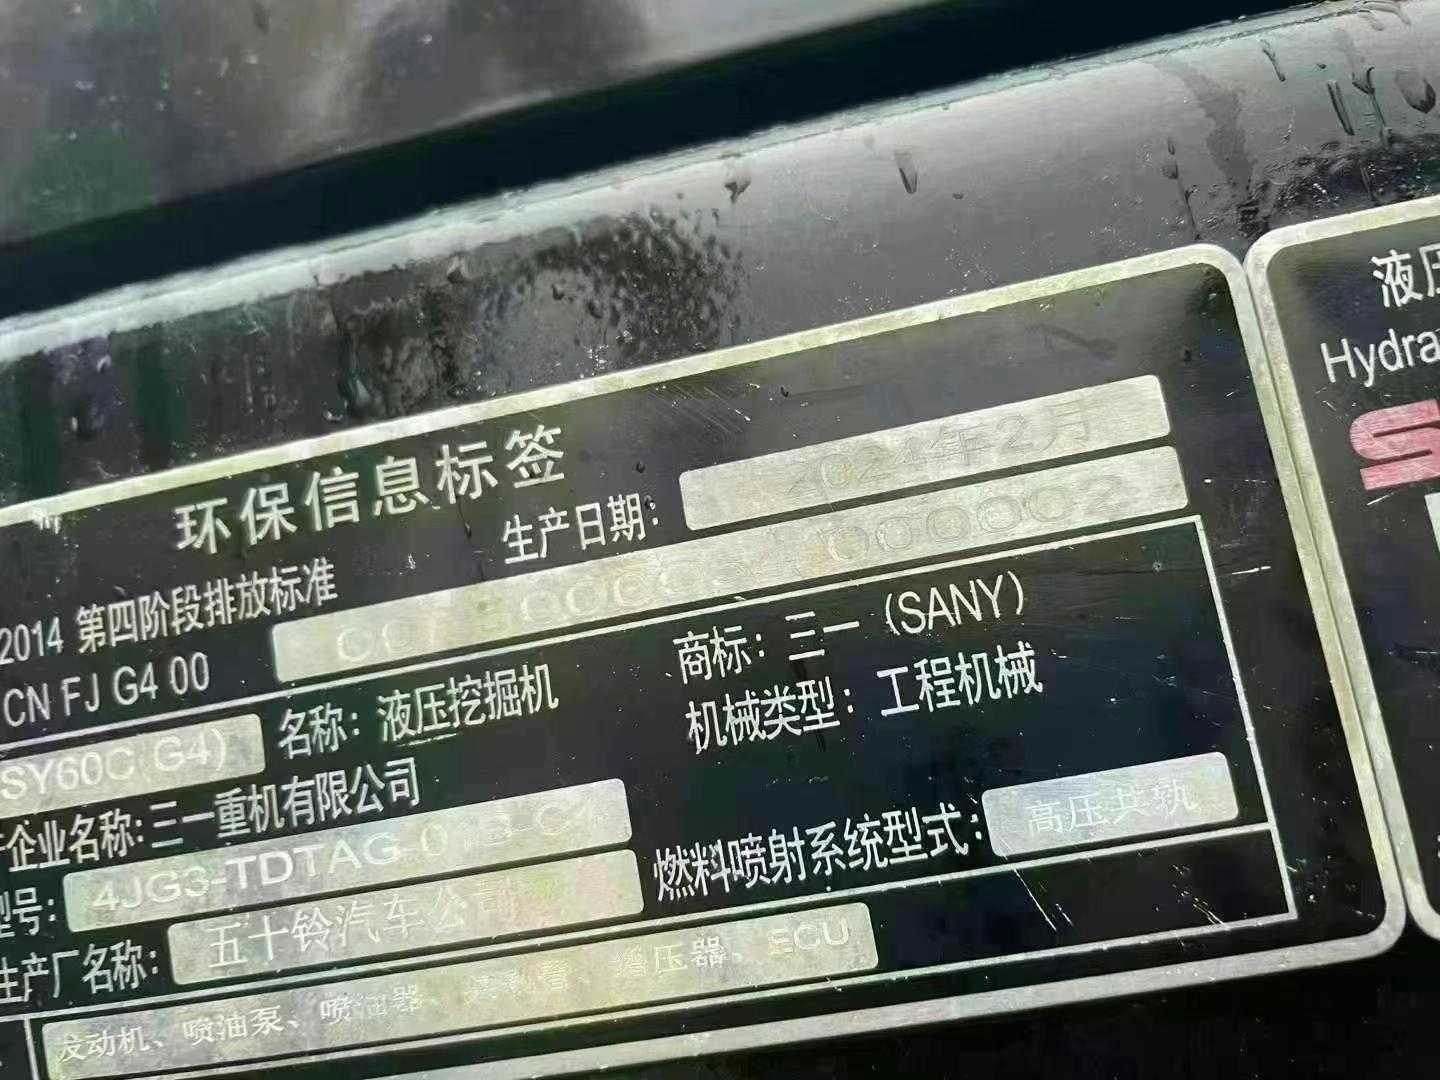 环保信息标签
生产日期: 2024年2月
2014 第四阶段排放标准
CN FJ G4 00
商标: 三一 (SANY)
SY60C(G4) 名称: 液压挖掘机
机械类型: 工程机械
企业名称: 三一重机有限公司
型号: 4JG3-TDTAG-0
燃料喷射系统型式: 高压共轨
生产厂名称: 五十铃汽车公司
发动机、喷油泵、喷油器、增压器、ECU
液压
Hydra
S